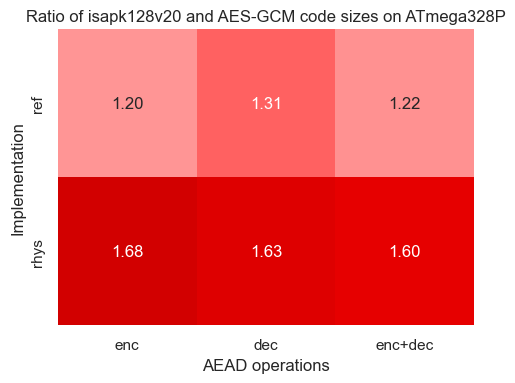 Ratio of isapk128v20 and AES-GCM code sizes on ATmega328P
Implementation
ref
1.20 1.31 1.22
rhys
1.68 1.63 1.60
enc dec enc+dec
AEAD operations